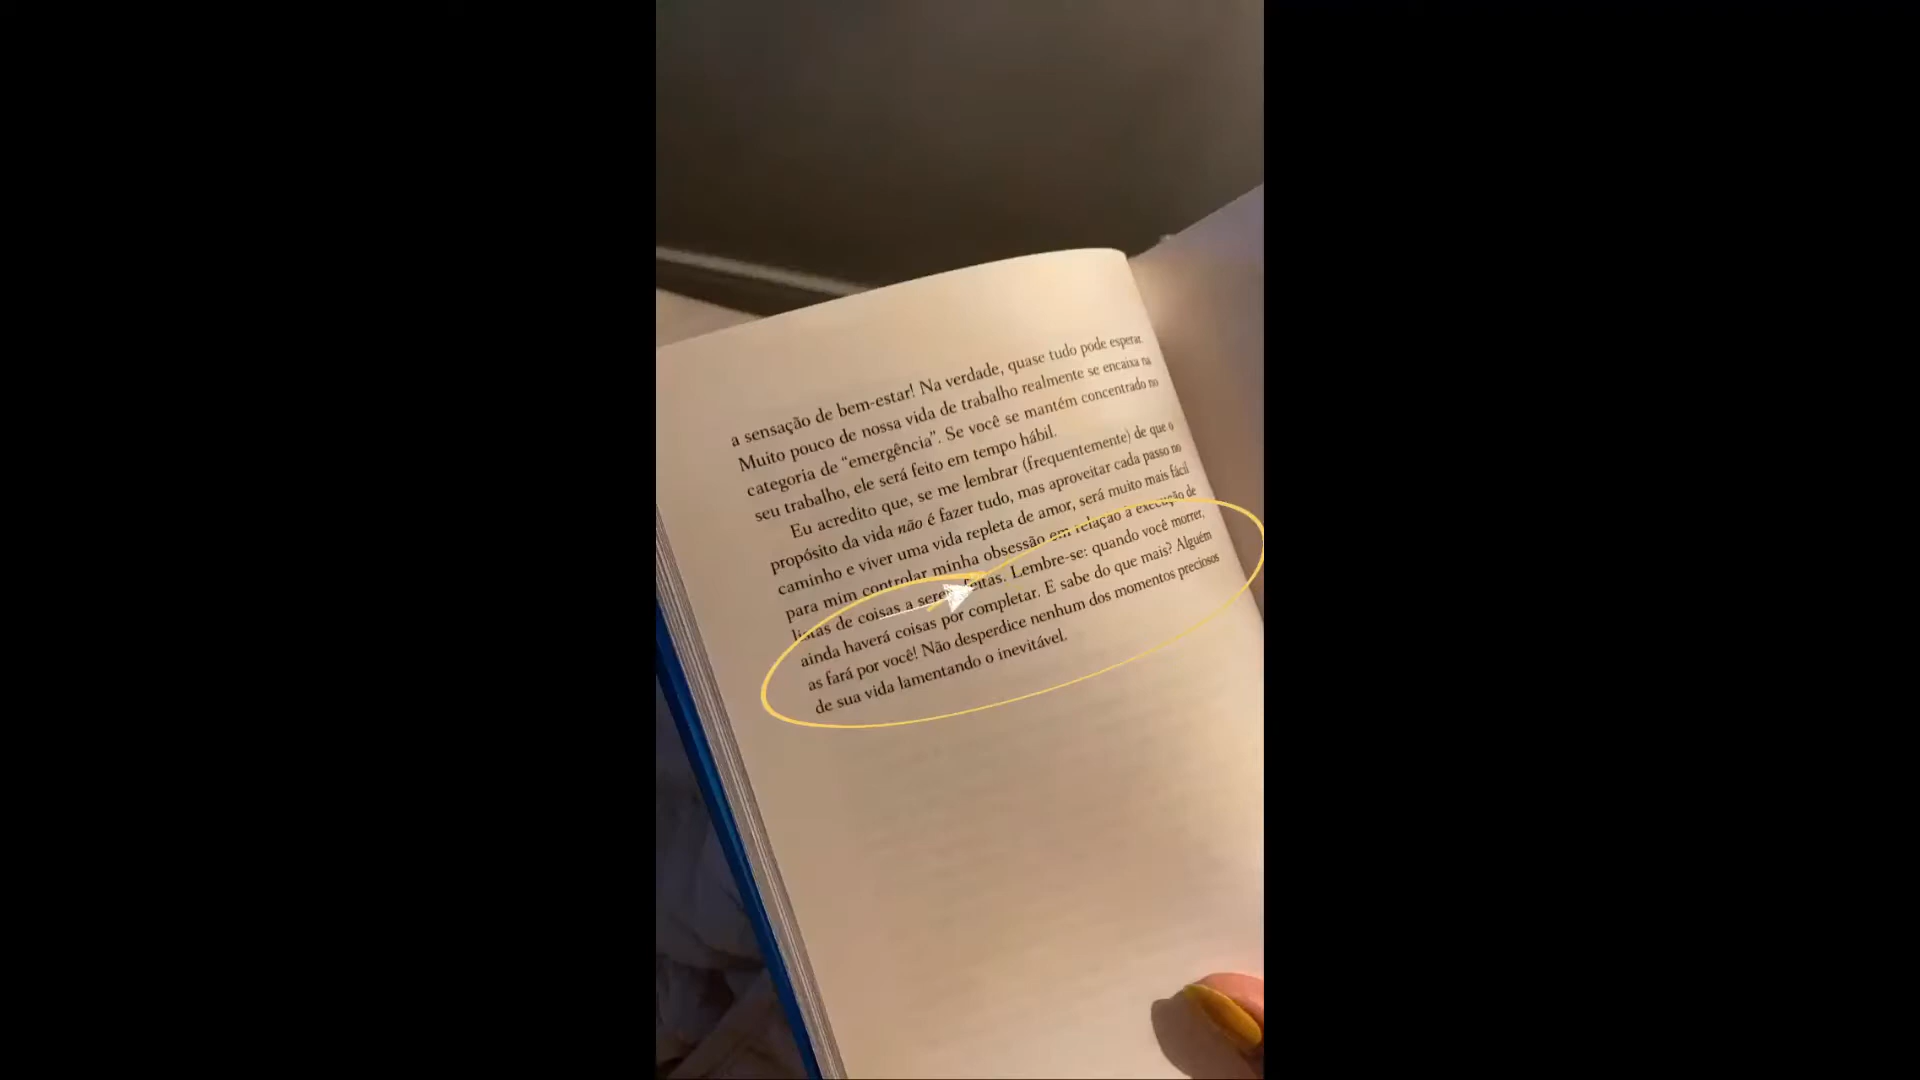 a sensação de bem-estar! Na verdade, quase tudo pode esperar.
Muito pouco de nossa vida de trabalho realmente se encaixa na
categoria de “emergência”. Se você se mantém concentrado no
seu trabalho, ele será feito em tempo hábil.
Eu acredito que, se me lembrar (frequentemente) de que o
propósito da vida não é fazer tudo, mas aproveitar cada passo no
caminho e viver uma vida repleta de amor, será muito mais fácil
para mim controlar minha obsessão em relação à execução de
listas de coisas a serem feitas. Lembre-se: quando você morrer,
ainda haverá coisas por completar. E sabe do que mais? Alguém
as fará por você! Não desperdice nenhum dos momentos preciosos
de sua vida lamentando o inevitável.